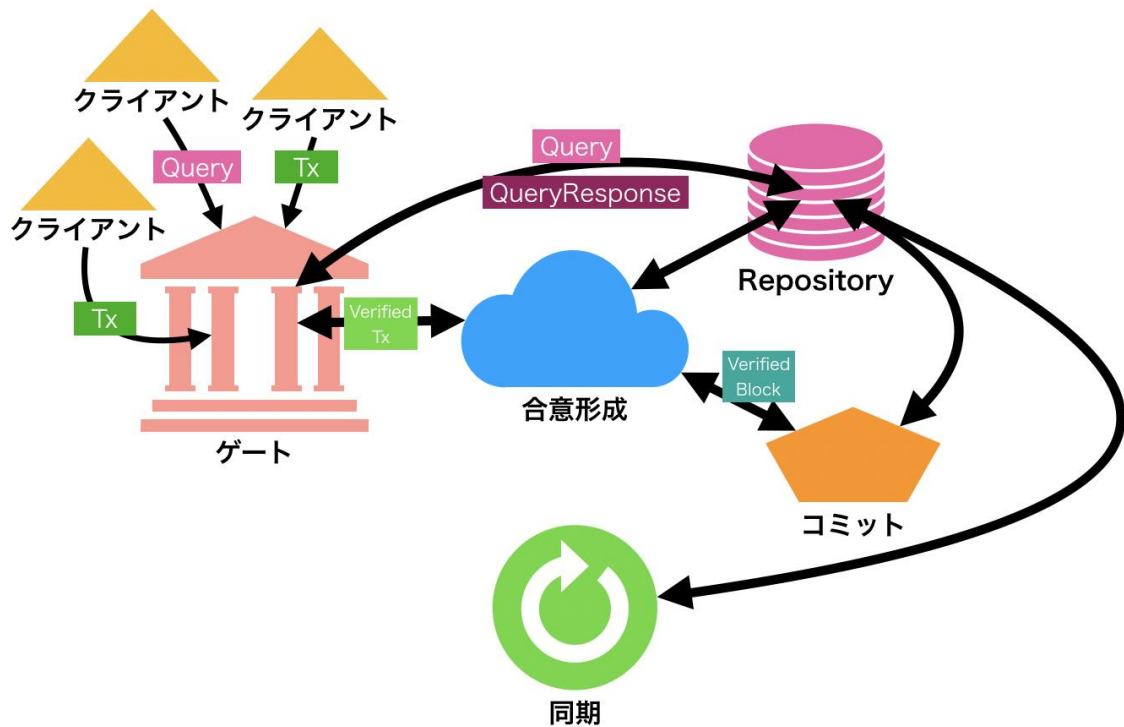 クライアント
クライアント
クライアント
Query
Tx
Tx
Query
QueryResponse
Repository
Verified
Tx
Verified
Block
合意形成
ゲート
コミット
同期